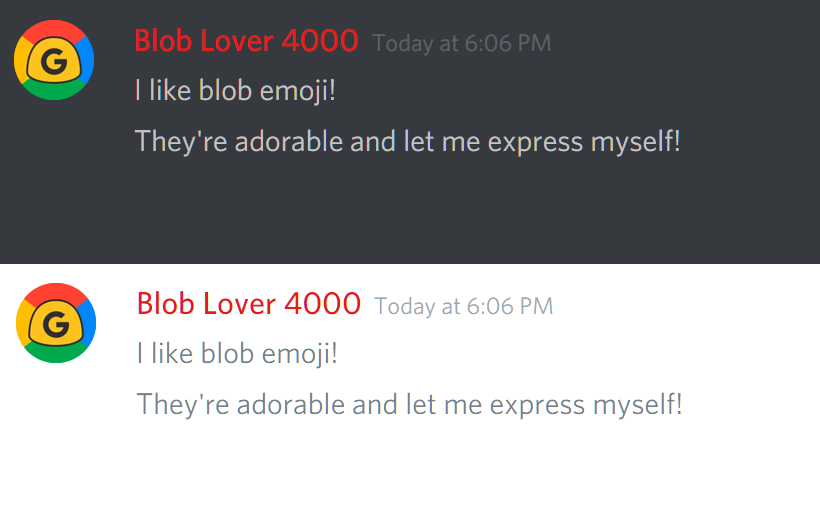 G
Blob Lover 4000 Today at 6:06 PM
I like blob emoji!
They're adorable and let me express myself!
G
Blob Lover 4000 Today at 6:06 PM
I like blob emoji!
They're adorable and let me express myself!